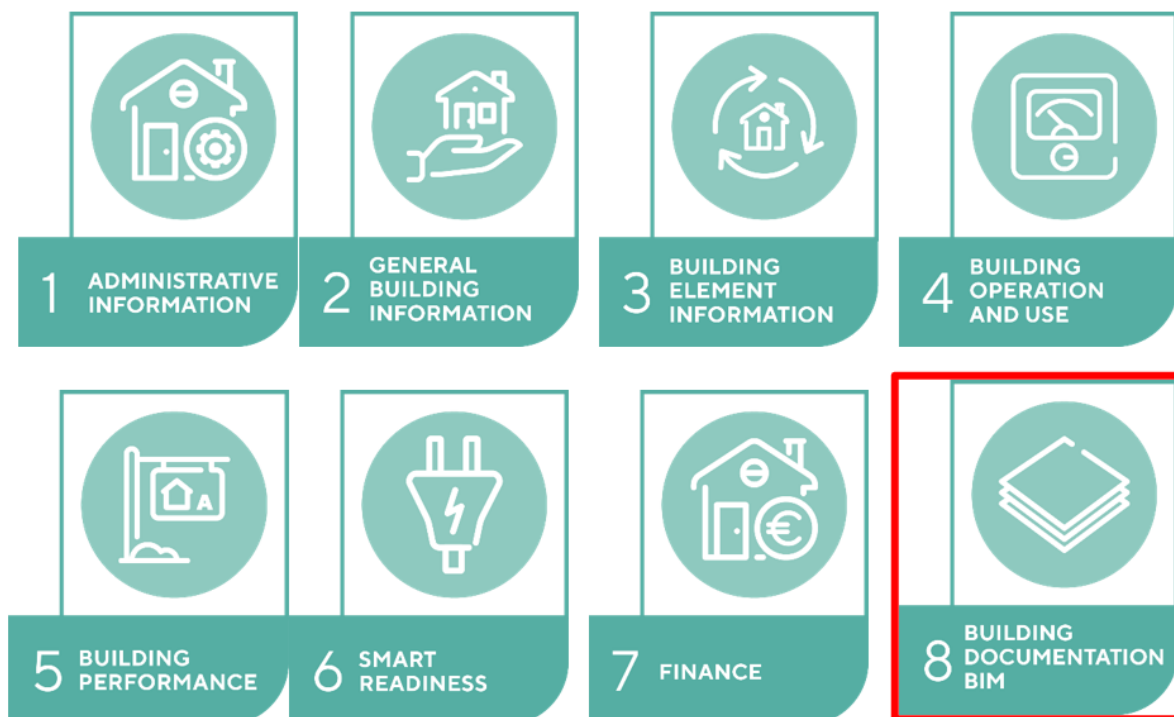 1 ADMINISTRATIVE
INFORMATION
2 GENERAL
BUILDING
INFORMATION
3 BUILDING
ELEMENT
INFORMATION
4 BUILDING
OPERATION
AND USE
A
5 BUILDING
PERFORMANCE
6 SMART
READINESS
€
7 FINANCE
8 BUILDING
DOCUMENTATION
BIM